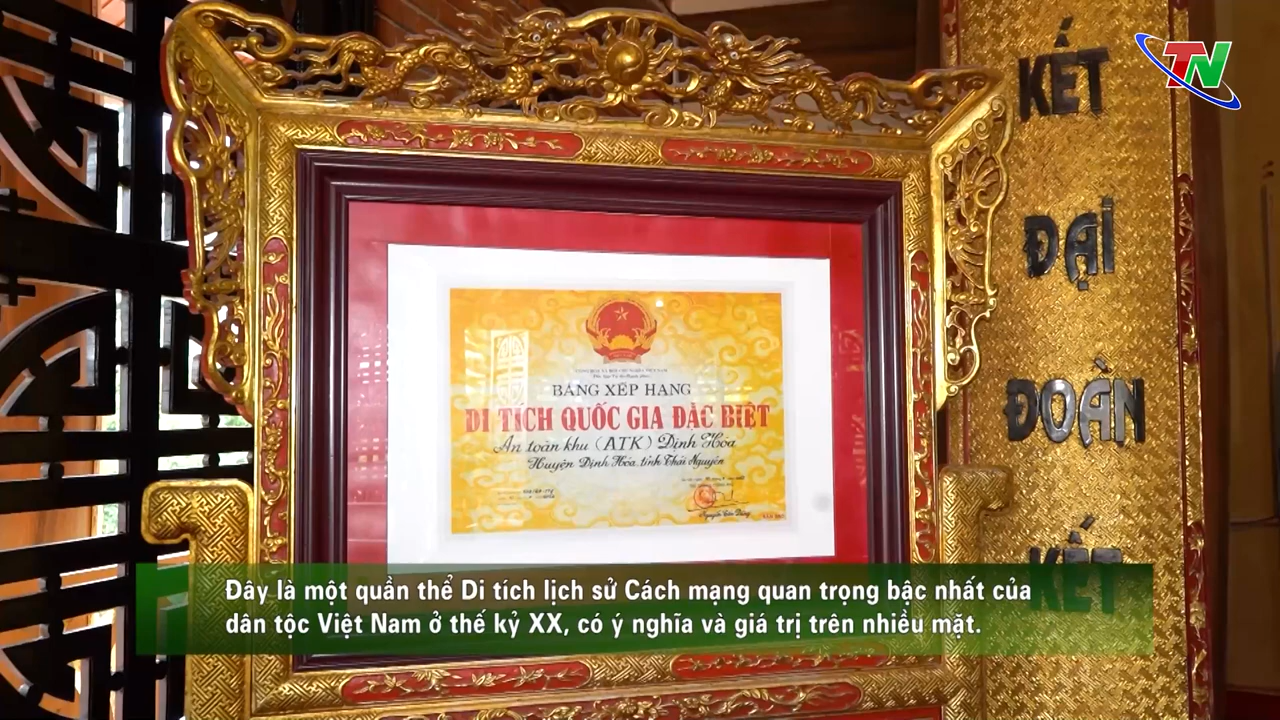 TN
KẾT
ĐẠI
ĐOÀN
KẾT
BẰNG XẾP HẠNG
DI TÍCH QUỐC GIA ĐẶC BIỆT
An toàn khu (ATK) Định Hóa
Huyện Định Hóa, tỉnh Thái Nguyên
Đây là một quần thể Di tích lịch sử Cách mạng quan trọng bậc nhất của
dân tộc Việt Nam ở thế kỷ XX, có ý nghĩa và giá trị trên nhiều mặt.